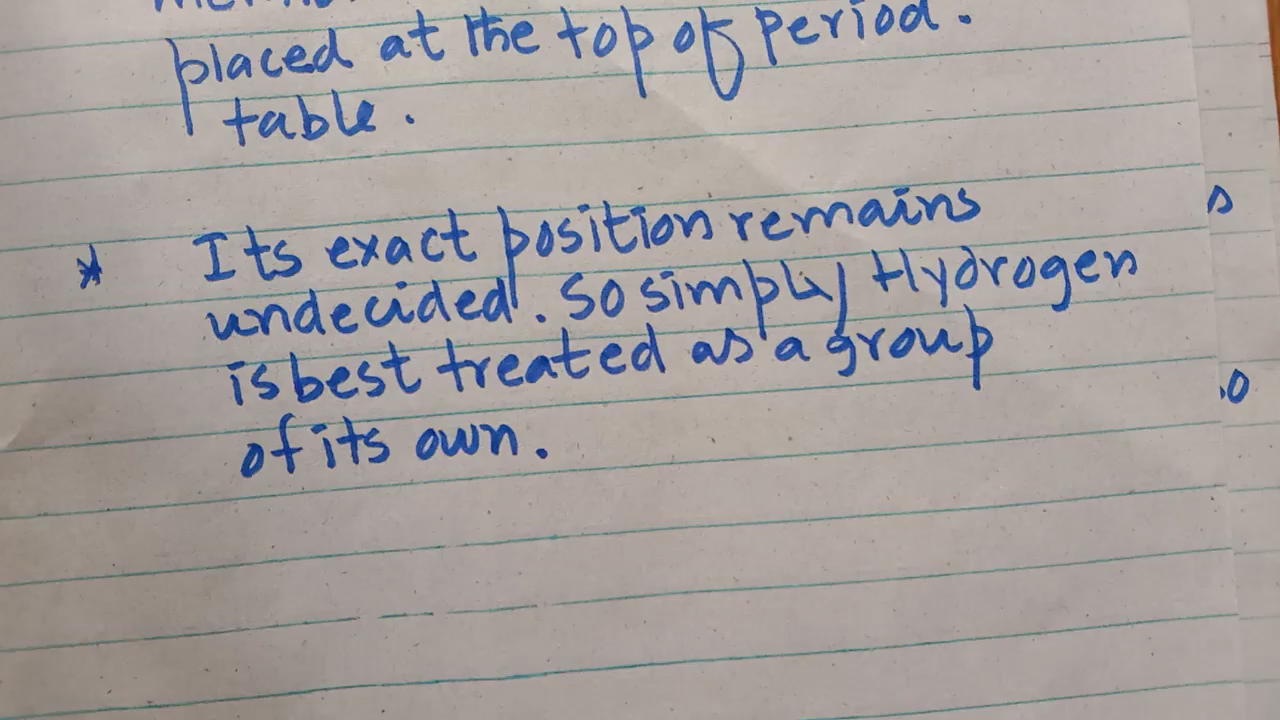 placed at the top of period.
table.
* Its exact position remains
undecided. So simply Hydrogen
is best treated as a group
of its own.